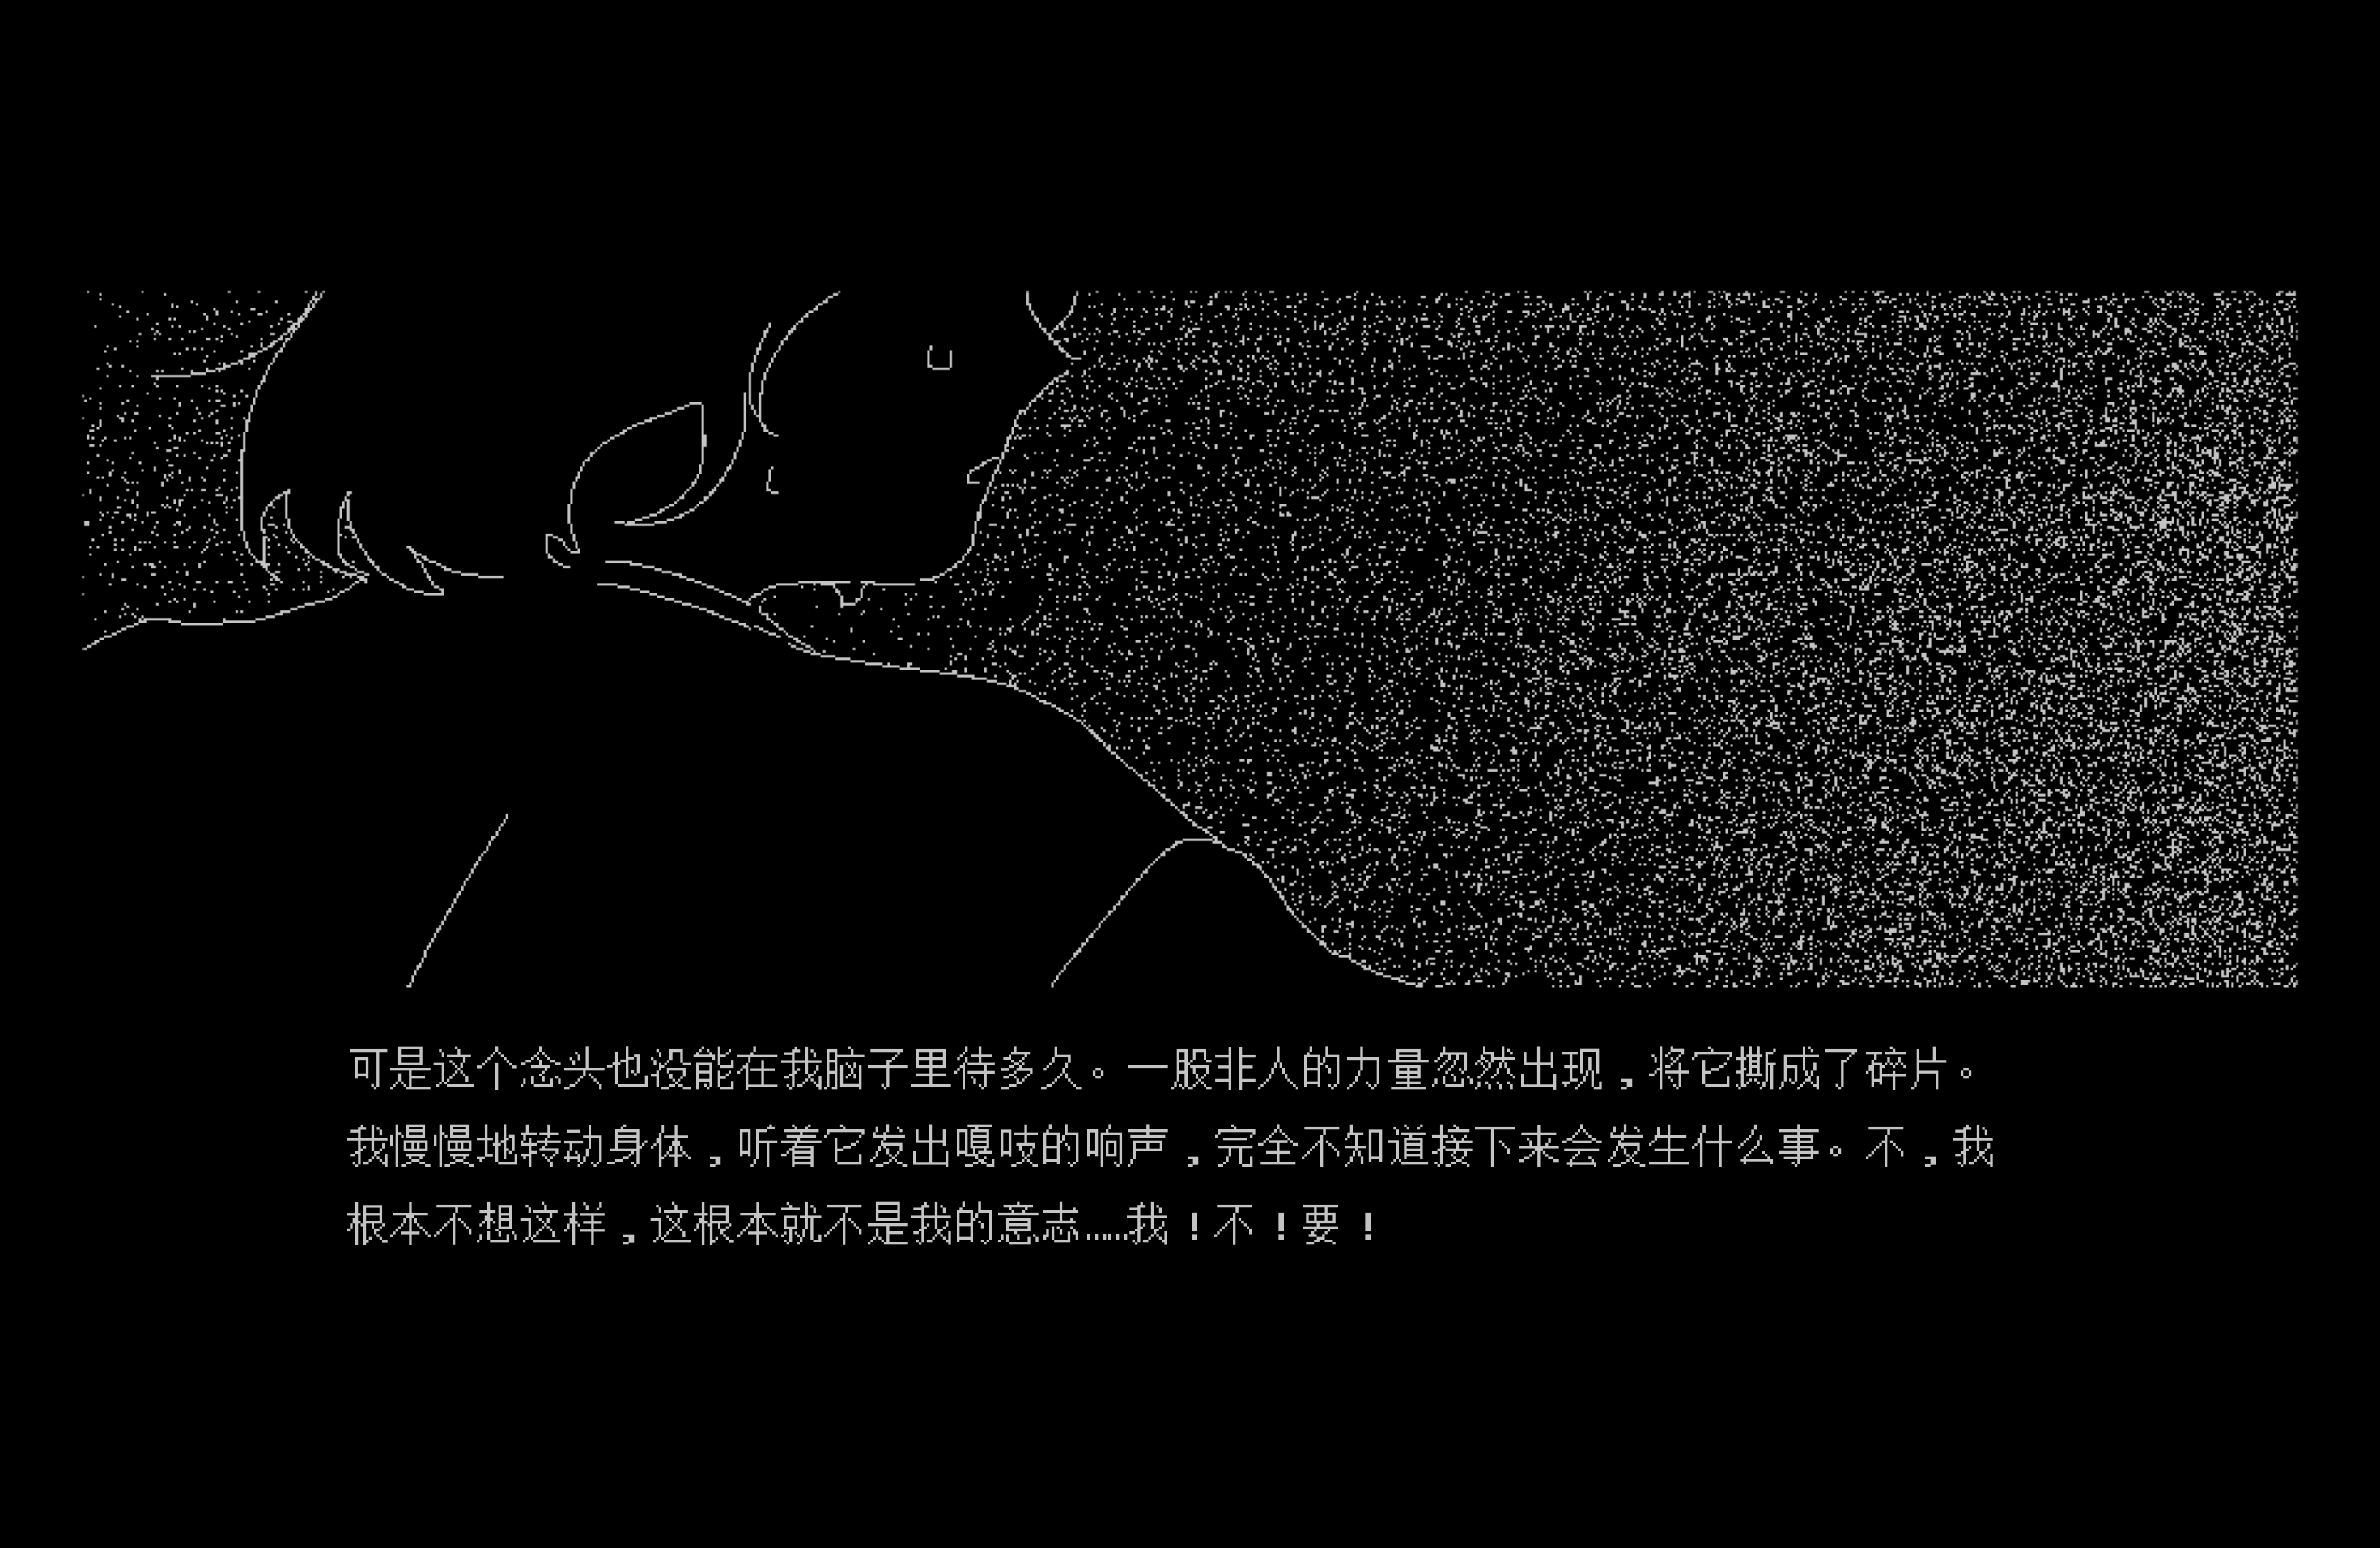 可是这个念头也没能在我脑子里待多久。一股非人的力量忽然出现，将它撕成了碎片。
我慢慢地转动身体，听着它发出嘎吱的响声，完全不知道接下来会发生什么事。不，我
根本不想这样，这根本就不是我的意志……我！不！要！